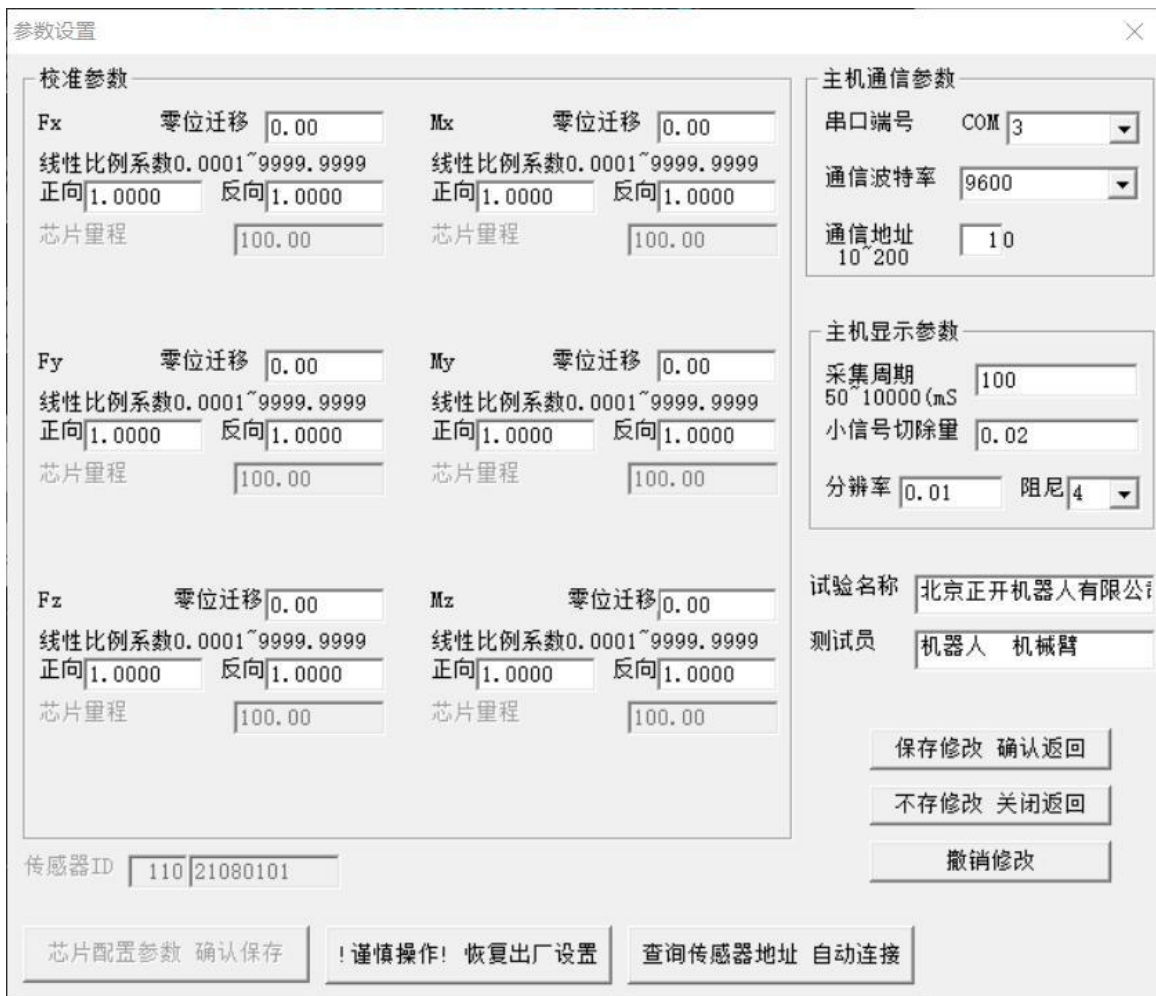 参数设置
校准参数
Fx 零位迁移 0.00
线性比例系数0.0001~9999.9999
正向 1.0000 反向 1.0000
芯片里程 100.00
Mx 零位迁移 0.00
线性比例系数0.0001~9999.9999
正向 1.0000 反向 1.0000
芯片里程 100.00
Fy 零位迁移 0.00
线性比例系数0.0001~9999.9999
正向 1.0000 反向 1.0000
芯片里程 100.00
My 零位迁移 0.00
线性比例系数0.0001~9999.9999
正向 1.0000 反向 1.0000
芯片里程 100.00
Fz 零位迁移 0.00
线性比例系数0.0001~9999.9999
正向 1.0000 反向 1.0000
芯片里程 100.00
Mz 零位迁移 0.00
线性比例系数0.0001~9999.9999
正向 1.0000 反向 1.0000
芯片里程 100.00
主机通信参数
串口端号 COM 3
通信波特率 9600
通信地址 10
10~200
主机显示参数
采集周期 100
50~10000(mS
小信号切除量 0.02
分辨率 0.01 阻尼 4
试验名称 北京正开机器人有限公
测试员 机器人 机械臂
保存修改 确认返回
不存修改 关闭返回
撤销修改
传感器ID 110 21080101
芯片配置参数 确认保存
!谨慎操作! 恢复出厂设置
查询传感器地址 自动连接